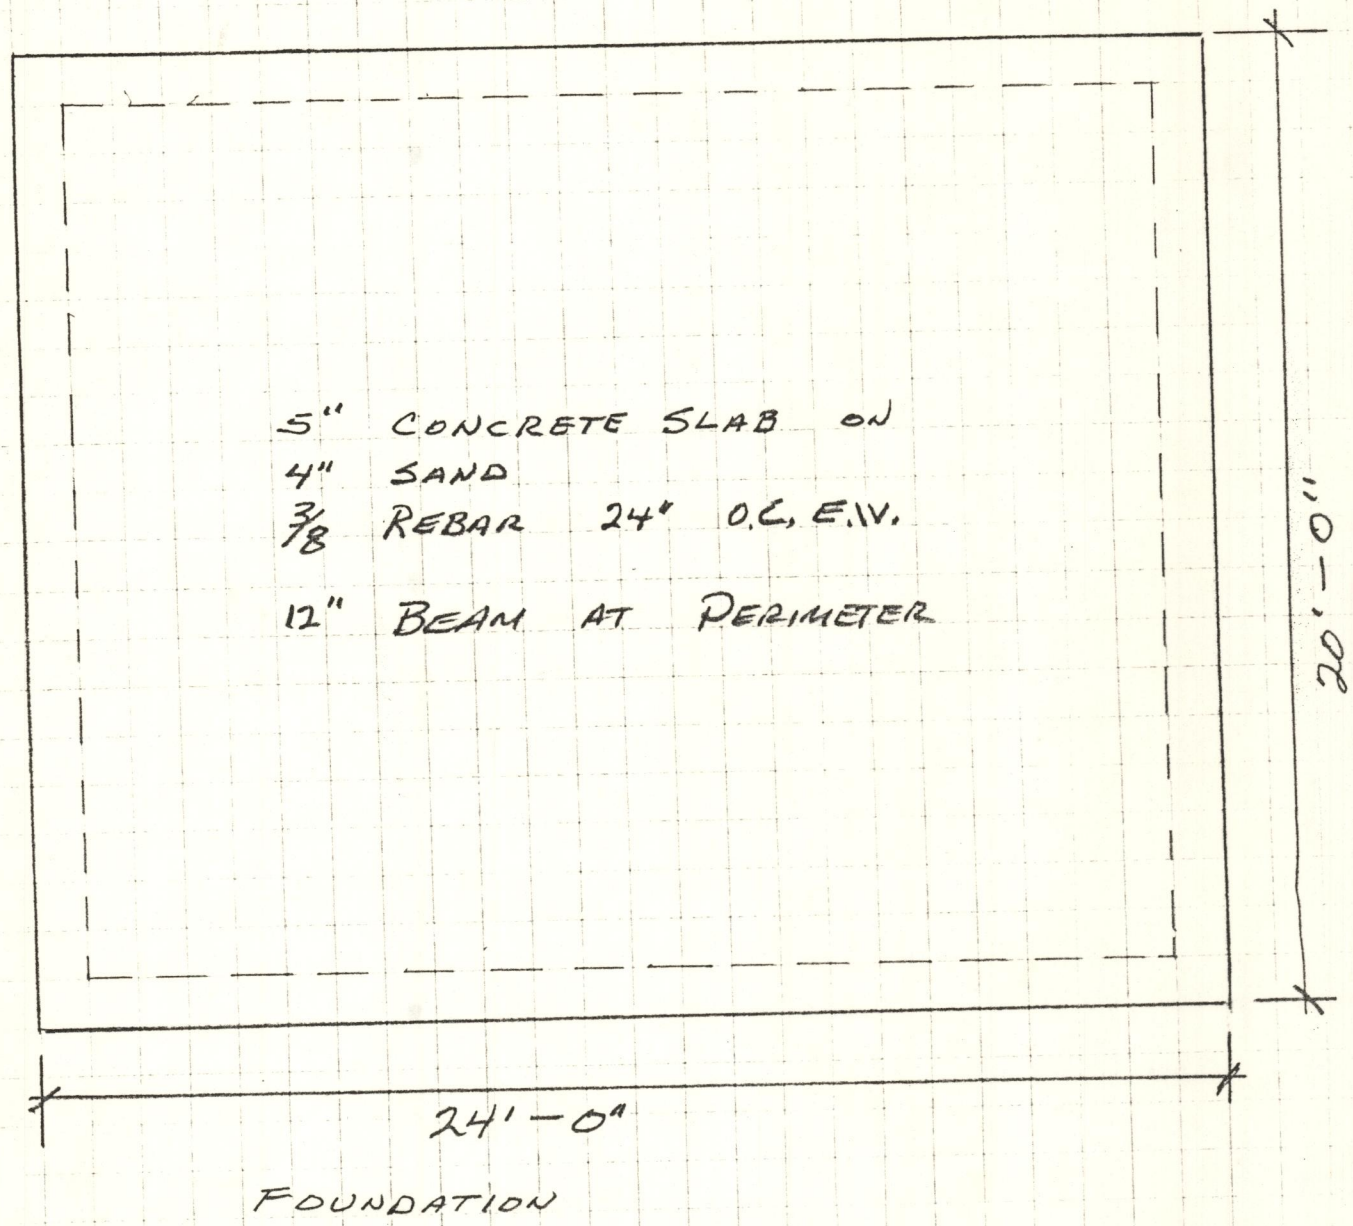 5" CONCRETE SLAB ON
4" SAND
3/8 REBAR 24" O.C. E.W.
12" BEAM AT PERIMETER
20'-0"
24'-0"
FOUNDATION